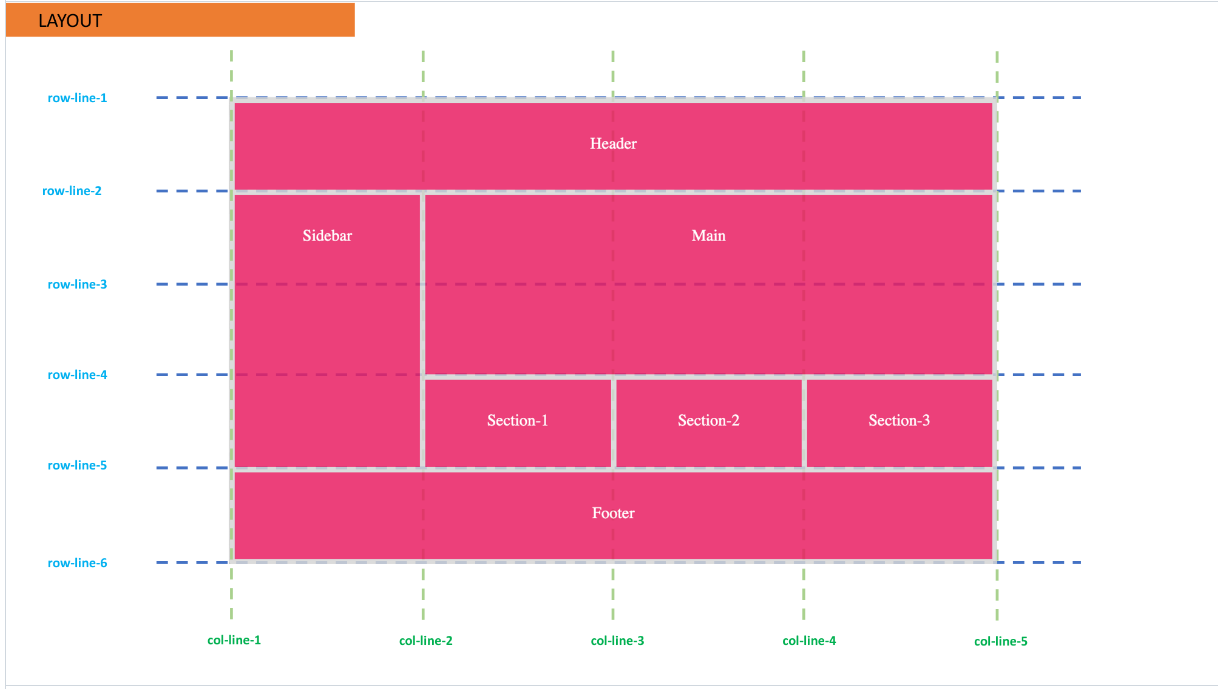 LAYOUT
row-line-1
Header
row-line-2
Sidebar
Main
row-line-3
row-line-4
Section-1
Section-2
Section-3
row-line-5
Footer
row-line-6
col-line-1
col-line-2
col-line-3
col-line-4
col-line-5